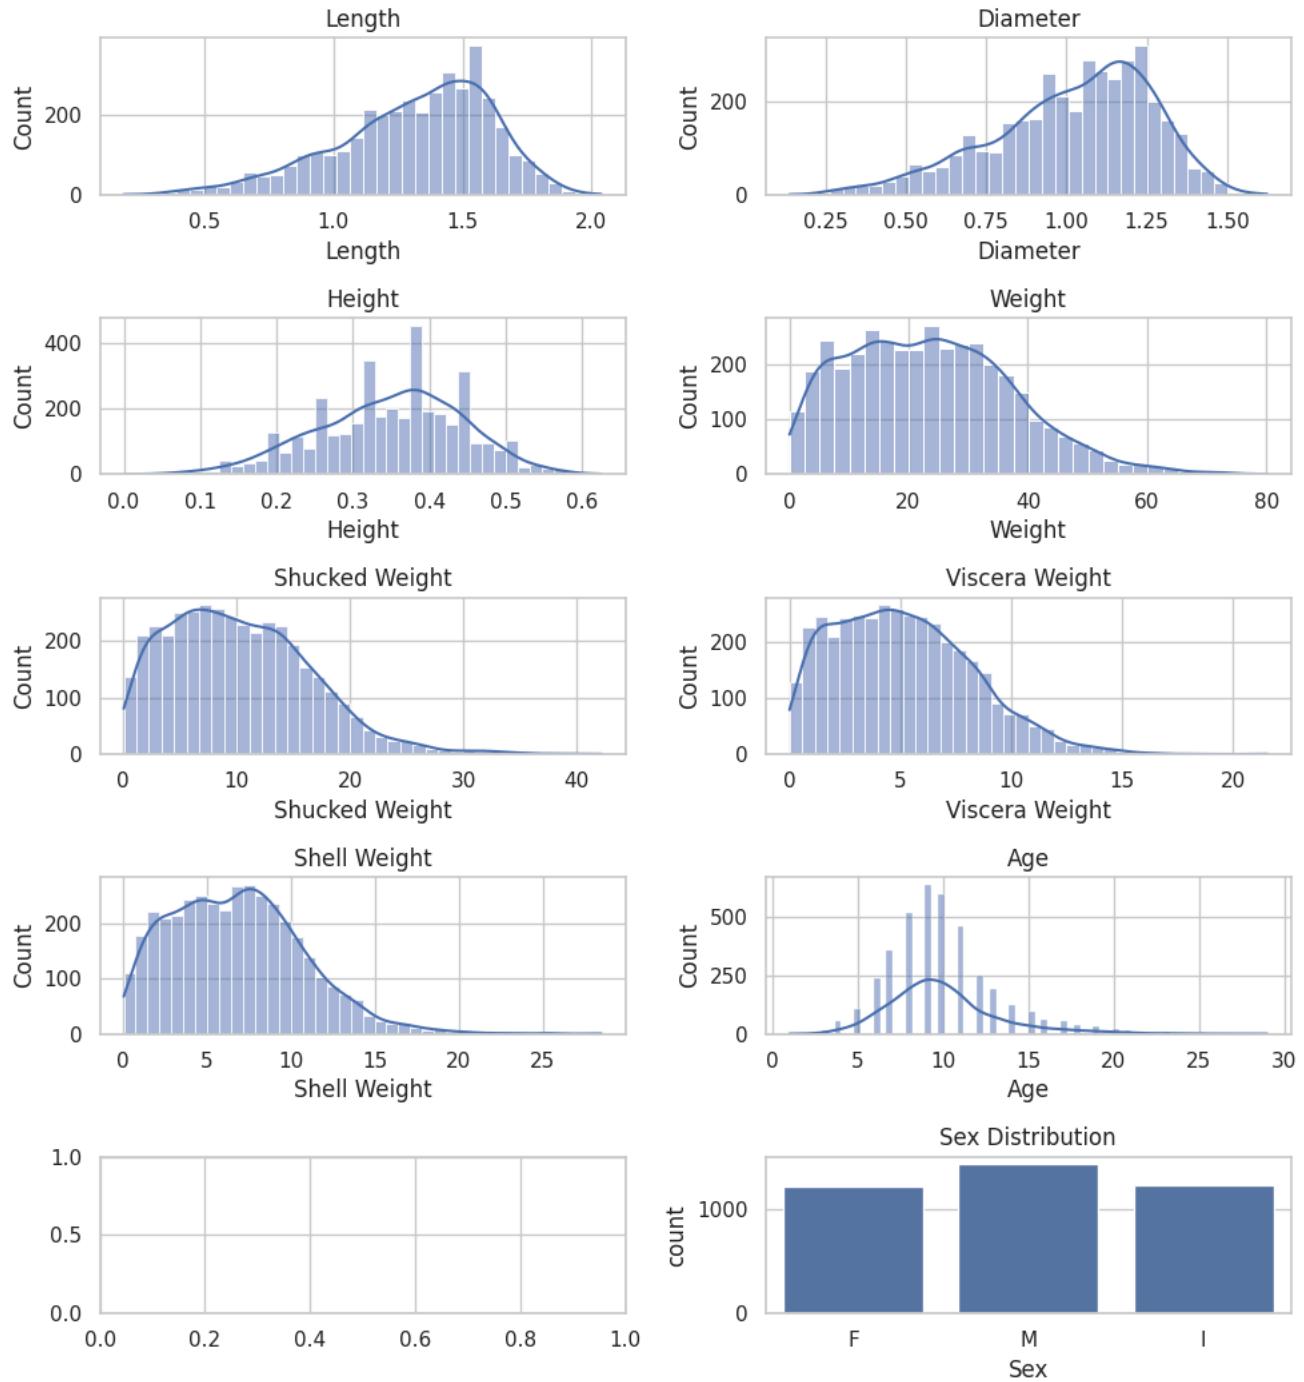 Length
Count
200
0
0.5 1.0 1.5 2.0
Length
Diameter
Count
200
0
0.25 0.50 0.75 1.00 1.25 1.50
Diameter
Height
Count
400
200
0
0.0 0.1 0.2 0.3 0.4 0.5 0.6
Height
Weight
Count
200
100
0
0 20 40 60 80
Weight
Shucked Weight
Count
200
100
0
0 10 20 30 40
Shucked Weight
Viscera Weight
Count
200
100
0
0 5 10 15 20
Viscera Weight
Shell Weight
Count
200
100
0
0 5 10 15 20 25
Shell Weight
Age
Count
500
250
0
0 5 10 15 20 25 30
Age
1.0
0.5
0.0
0.0 0.2 0.4 0.6 0.8 1.0
Sex Distribution
count
1000
0
F M I
Sex